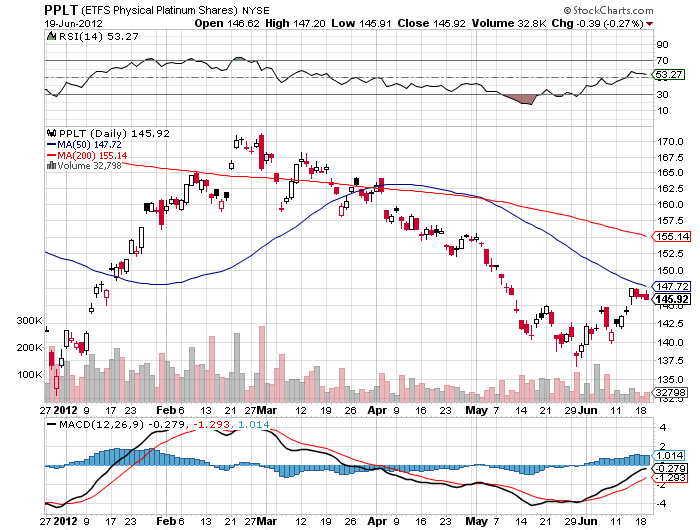 PPLT (ETFS Physical Platinum Shares) NYSE © StockCharts.com
19-Jun-2012 Open 146.62 High 147.20 Low 145.91 Close 145.92 Volume 32.8K Chg -0.39 (-0.27%)
RSI(14) 53.27
90
70
53.27
30
10
PPLT (Daily) 145.92
MA(50) 147.72
MA(200) 155.14
Volume 32,798
170.0
167.5
165.0
162.5
160.0
157.5
155.14
152.5
150.0
147.72
145.92
142.5
140.0
137.5
135.0
132.5
300K
200K
100K
32798
27 2012 9 17 23 Feb 6 13 21 Mar 12 19 26 Apr 9 16 23 May 7 14 21 29 Jun 11 18
MACD(12,26,9) -0.279, -1.293, 1.014
4
2
1.014
-0.279
-1.293
-2
-4
27 2012 9 17 23 Feb 6 13 21 Mar 12 19 26 Apr 9 16 23 May 7 14 21 29 Jun 11 18